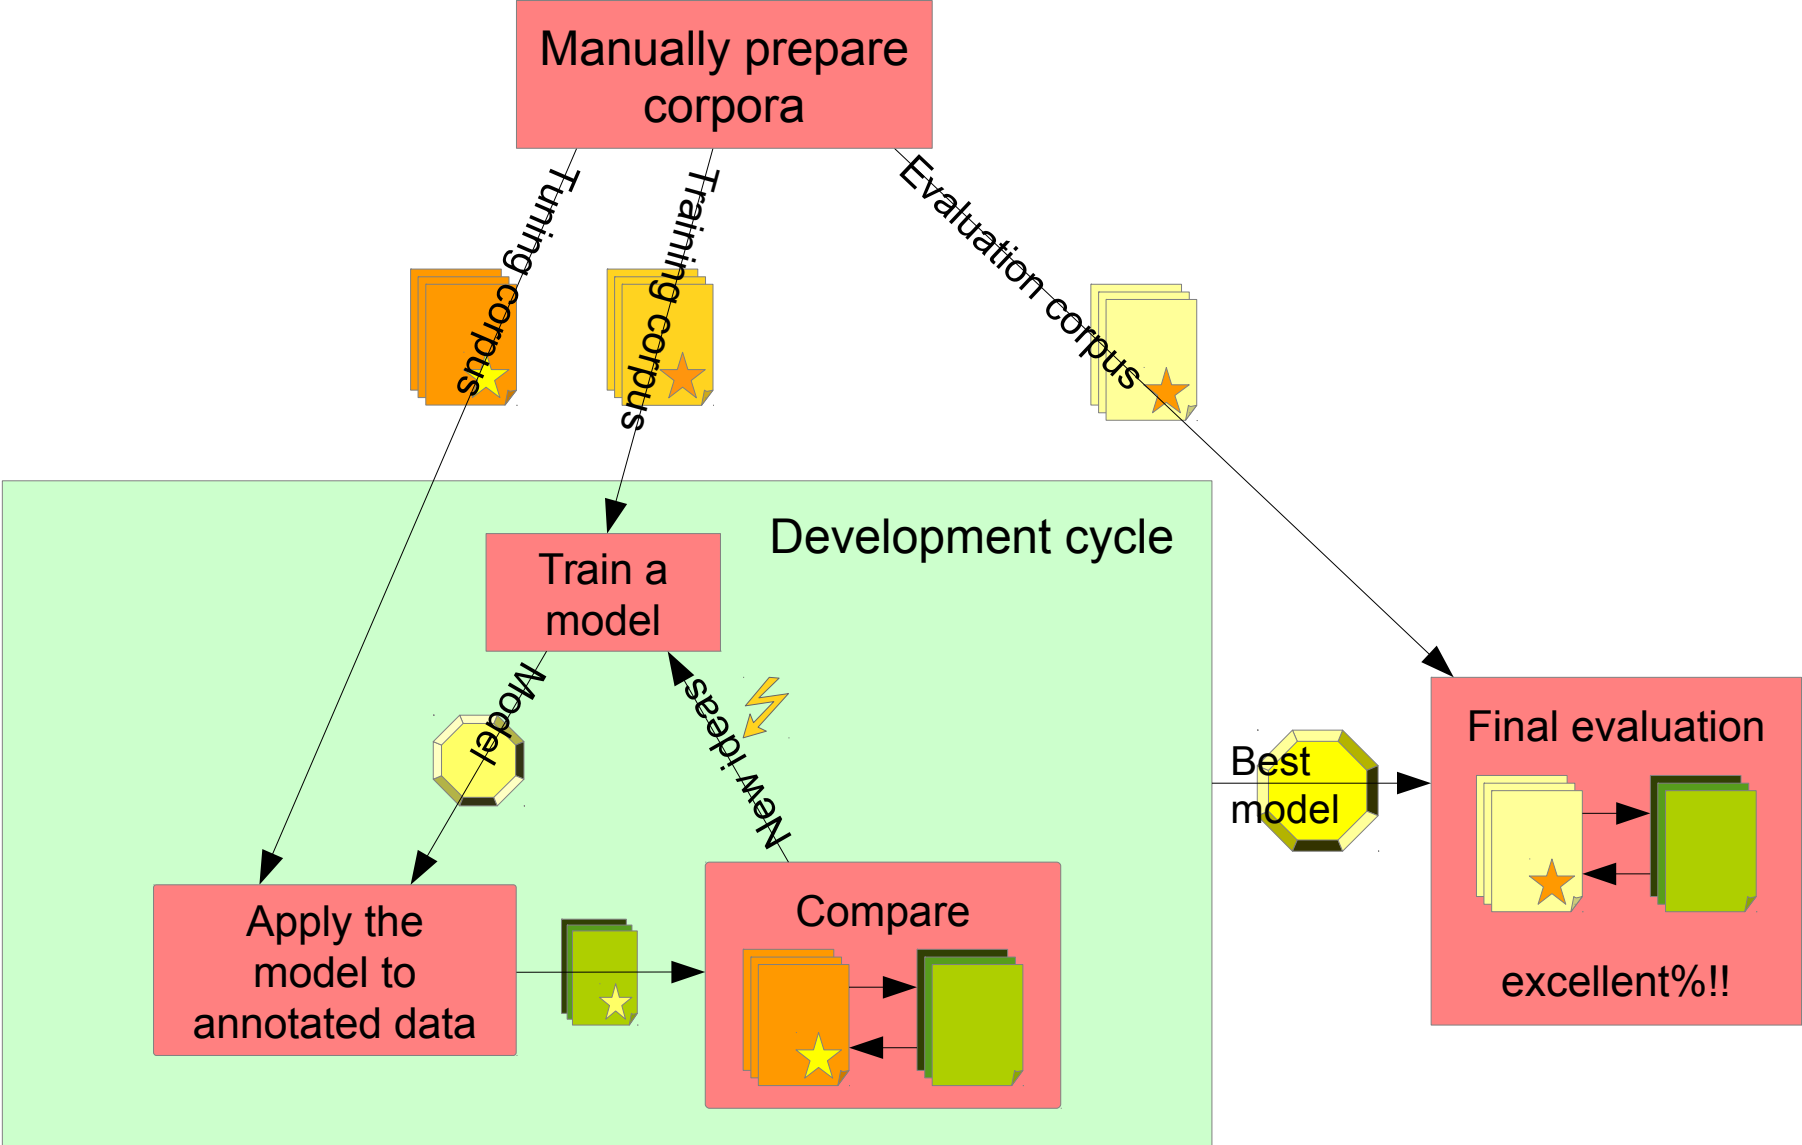 Manually prepare
corpora
Tuning corpus
Training corpus
Evaluation corpus
Development cycle
Train a
model
Model
New ideas
Best
model
Final evaluation
excellent%!!
Apply the
model to
annotated data
Compare